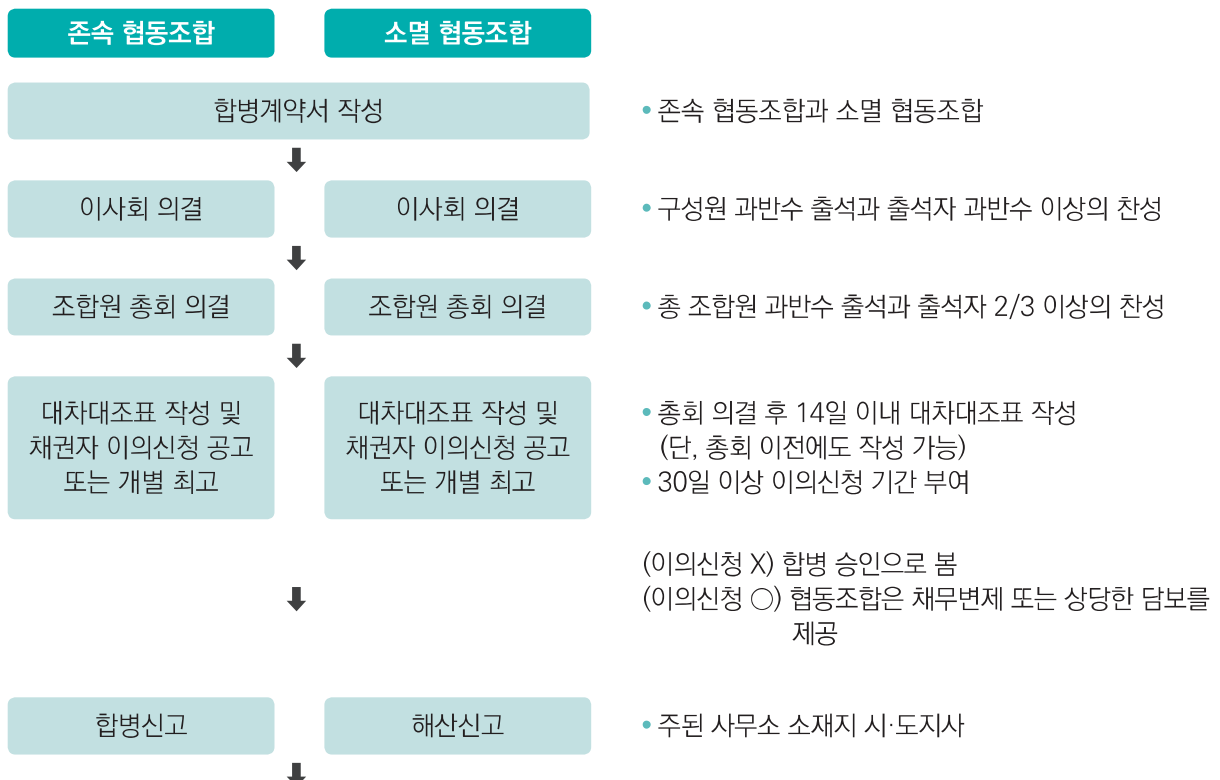 존속 협동조합
소멸 협동조합
합병계약서 작성
• 존속 협동조합과 소멸 협동조합
이사회 의결
이사회 의결
• 구성원 과반수 출석과 출석자 과반수 이상의 찬성
조합원 총회 의결
조합원 총회 의결
• 총 조합원 과반수 출석과 출석자 2/3 이상의 찬성
대차대조표 작성 및
채권자 이의신청 공고
또는 개별 최고
대차대조표 작성 및
채권자 이의신청 공고
또는 개별 최고
• 총회 의결 후 14일 이내 대차대조표 작성
(단, 총회 이전에도 작성 가능)
• 30일 이상 이의신청 기간 부여
(이의신청 X) 합병 승인으로 봄
(이의신청 ○) 협동조합은 채무변제 또는 상당한 담보를
제공
합병신고
해산신고
• 주된 사무소 소재지 시·도지사